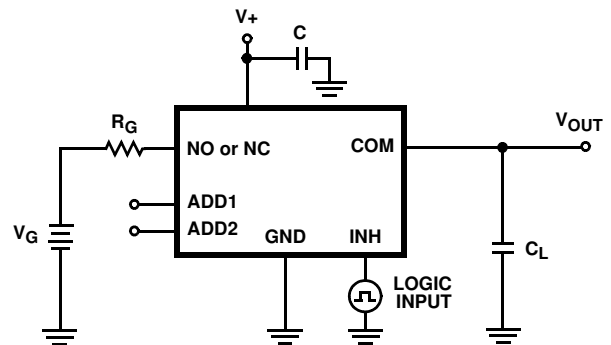 V+
C
RG
NO or NC
COM
VOUT
ADD1
ADD2
VG
GND
INH
CL
LOGIC
INPUT